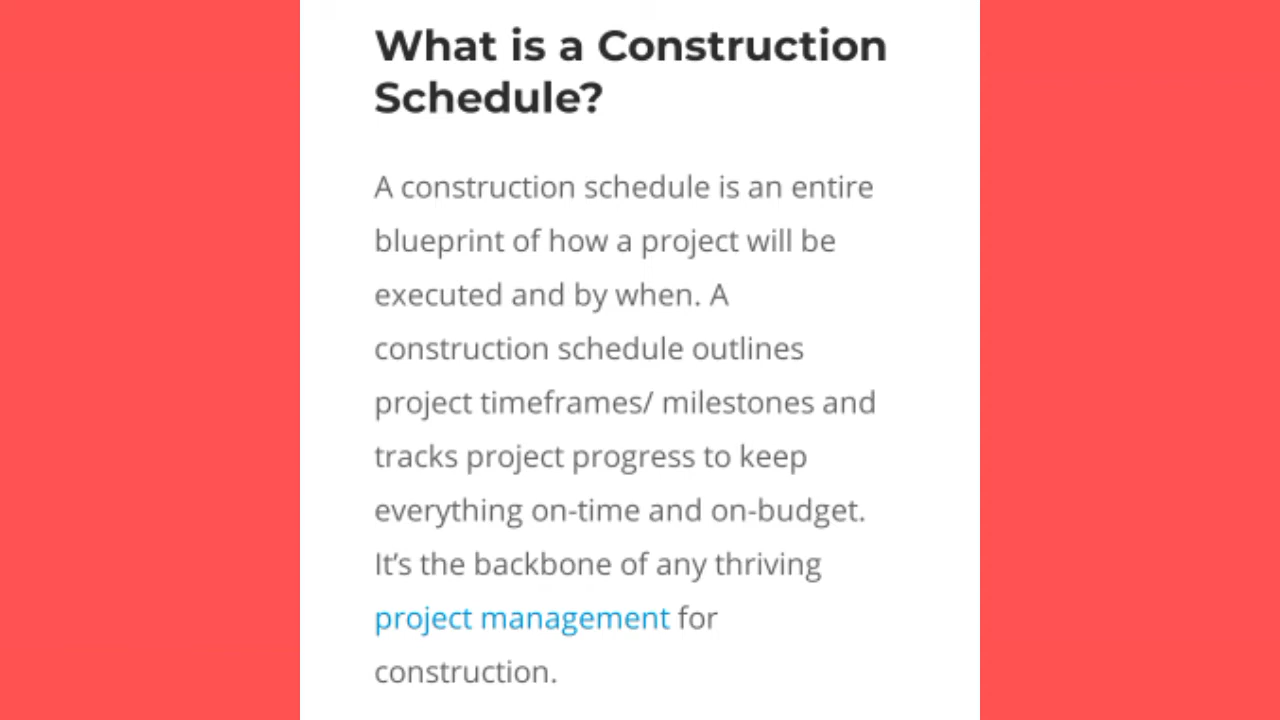 What is a Construction
Schedule?
A construction schedule is an entire
blueprint of how a project will be
executed and by when. A
construction schedule outlines
project timeframes/ milestones and
tracks project progress to keep
everything on-time and on-budget.
It’s the backbone of any thriving
project management for
construction.